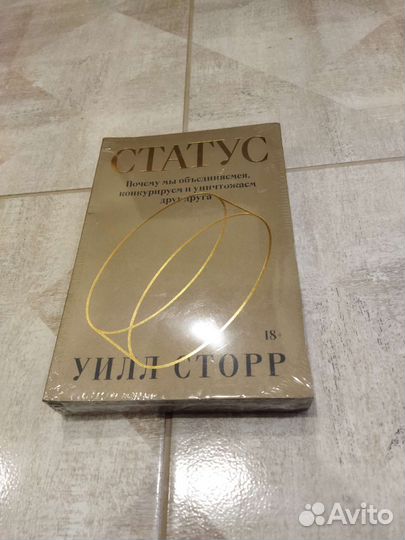 СТАТУС
Почему мы объединяемся,
конкурируем и уничтожаем
друг друга
18+
УИЛЛ СТОРР
Avito